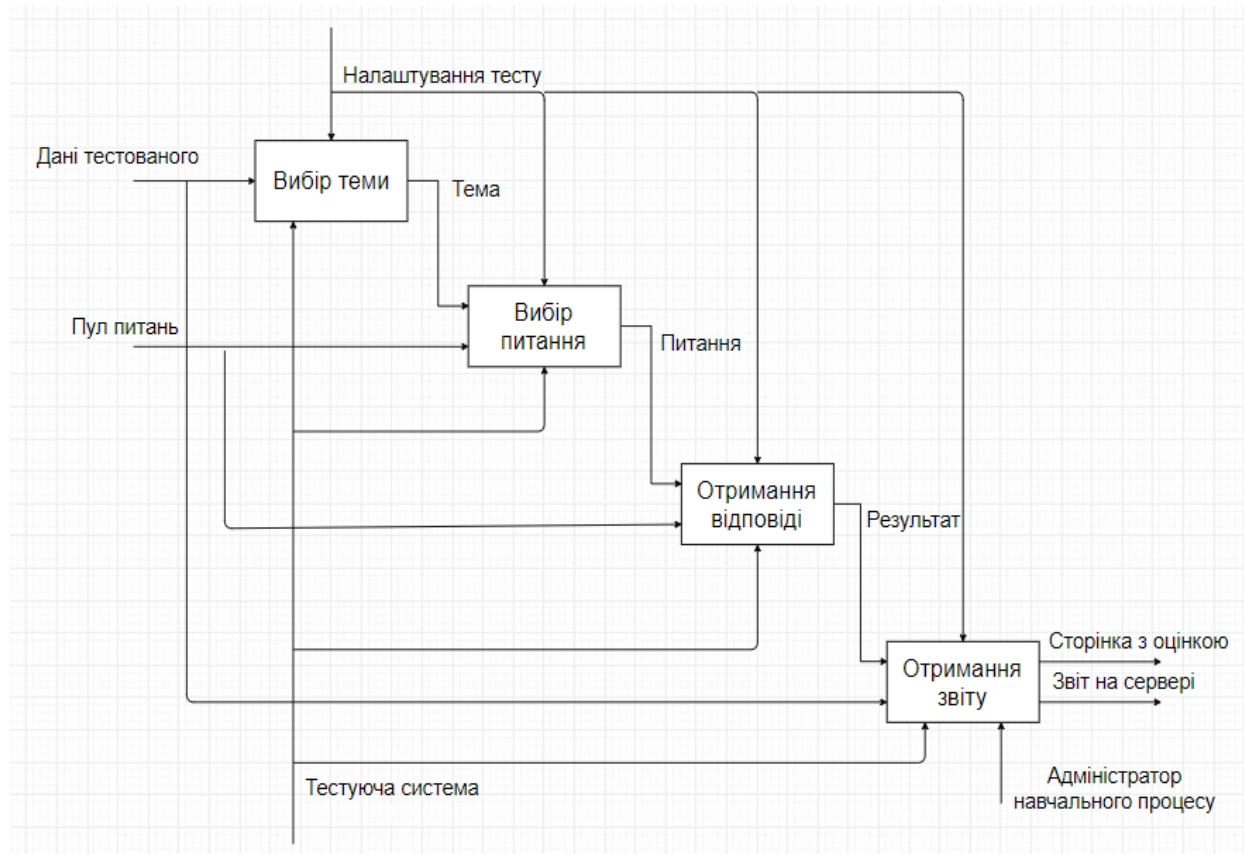 Налаштування тесту
Дані тестованого
Вибір теми
Тема
Пул питань
Вибір
питання
Питання
Отримання
відповіді
Результат
Отримання
звіту
Сторінка з оцінкою
Звіт на сервері
Тестуюча система
Адміністратор
навчального процесу